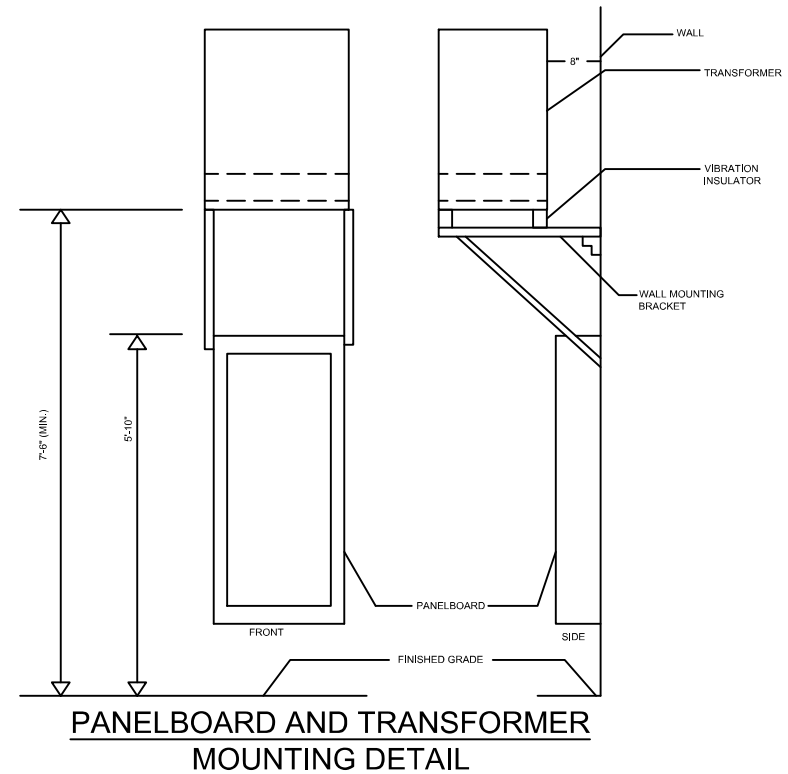 WALL
8"
TRANSFORMER
VIBRATION
INSULATOR
WALL MOUNTING
BRACKET
7'-6" (MIN.)
5'-10"
PANELBOARD
FRONT
SIDE
FINISHED GRADE
PANELBOARD AND TRANSFORMER
MOUNTING DETAIL